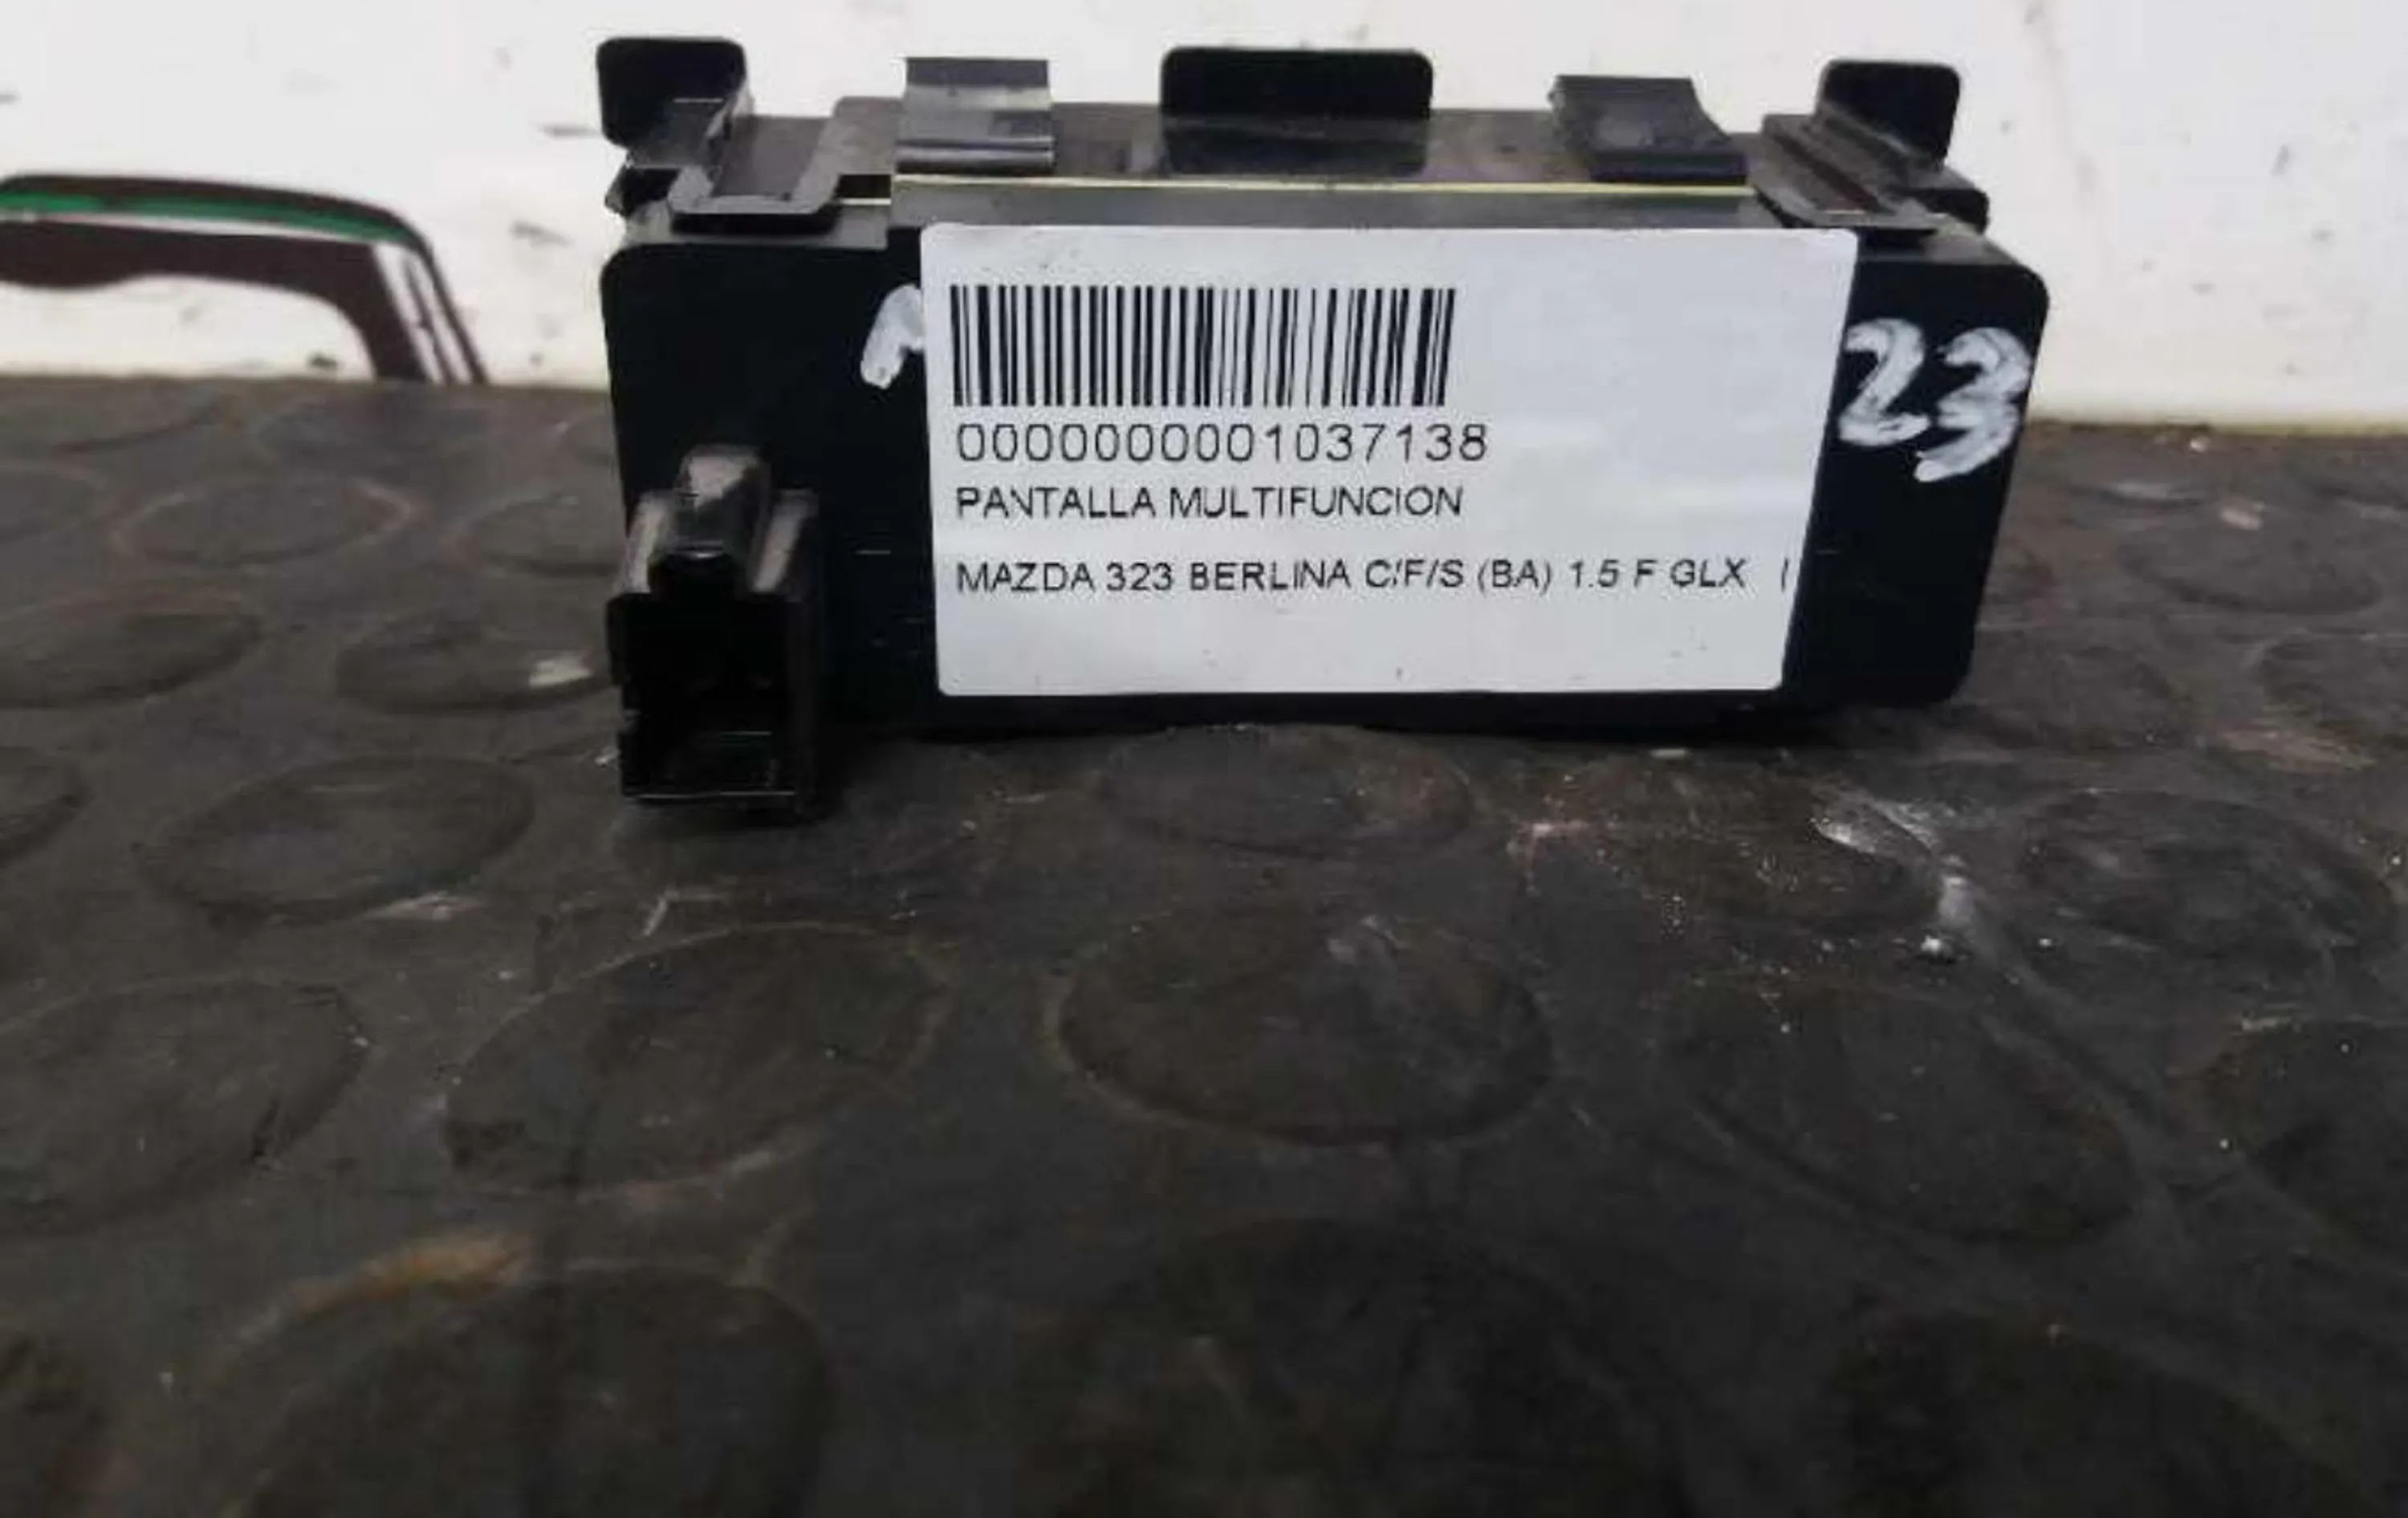 0000000001037138
PANTALLA MULTIFUNCION
MAZDA 323 BERLINA C/F/S (BA) 1.5 F GLX
23